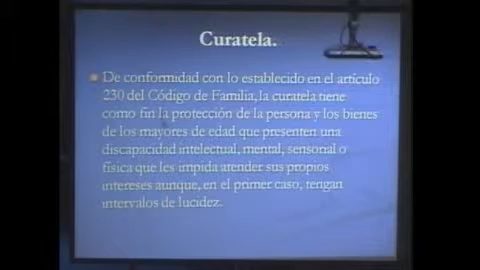 Curatela.
De conformidad con lo establecido en el artículo
230 del Código de Familia, la curatela tiene
como fin la protección de la persona y los bienes
de los mayores de edad que presenten una
discapacidad intelectual, mental, sensorial o
física que les impida atender sus propios
intereses aunque, en el primer caso, tengan
intervalos de lucidez.